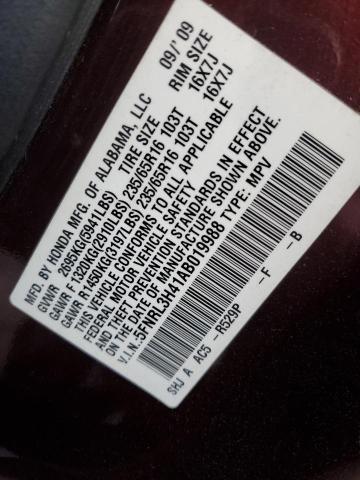 MFD. BY HONDA MFG. OF ALABAMA, LLC 09/'09
GVWR 2695KG(5941LBS) TIRE SIZE RIM SIZE
GAWR F 1320KG(2910LBS) 235/65R16 103T 16X7J
GAWR R 1450KG(3197LBS) 235/65R16 103T 16X7J
THIS VEHICLE CONFORMS TO ALL APPLICABLE
FEDERAL MOTOR VEHICLE SAFETY
AND THEFT PREVENTION STANDARDS IN EFFECT
ON THE DATE OF MANUFACTURE SHOWN ABOVE.
V.I.N.:5FNRL3H41AB019968 TYPE: MPV
SHJ A AC5 -R529P -F -B